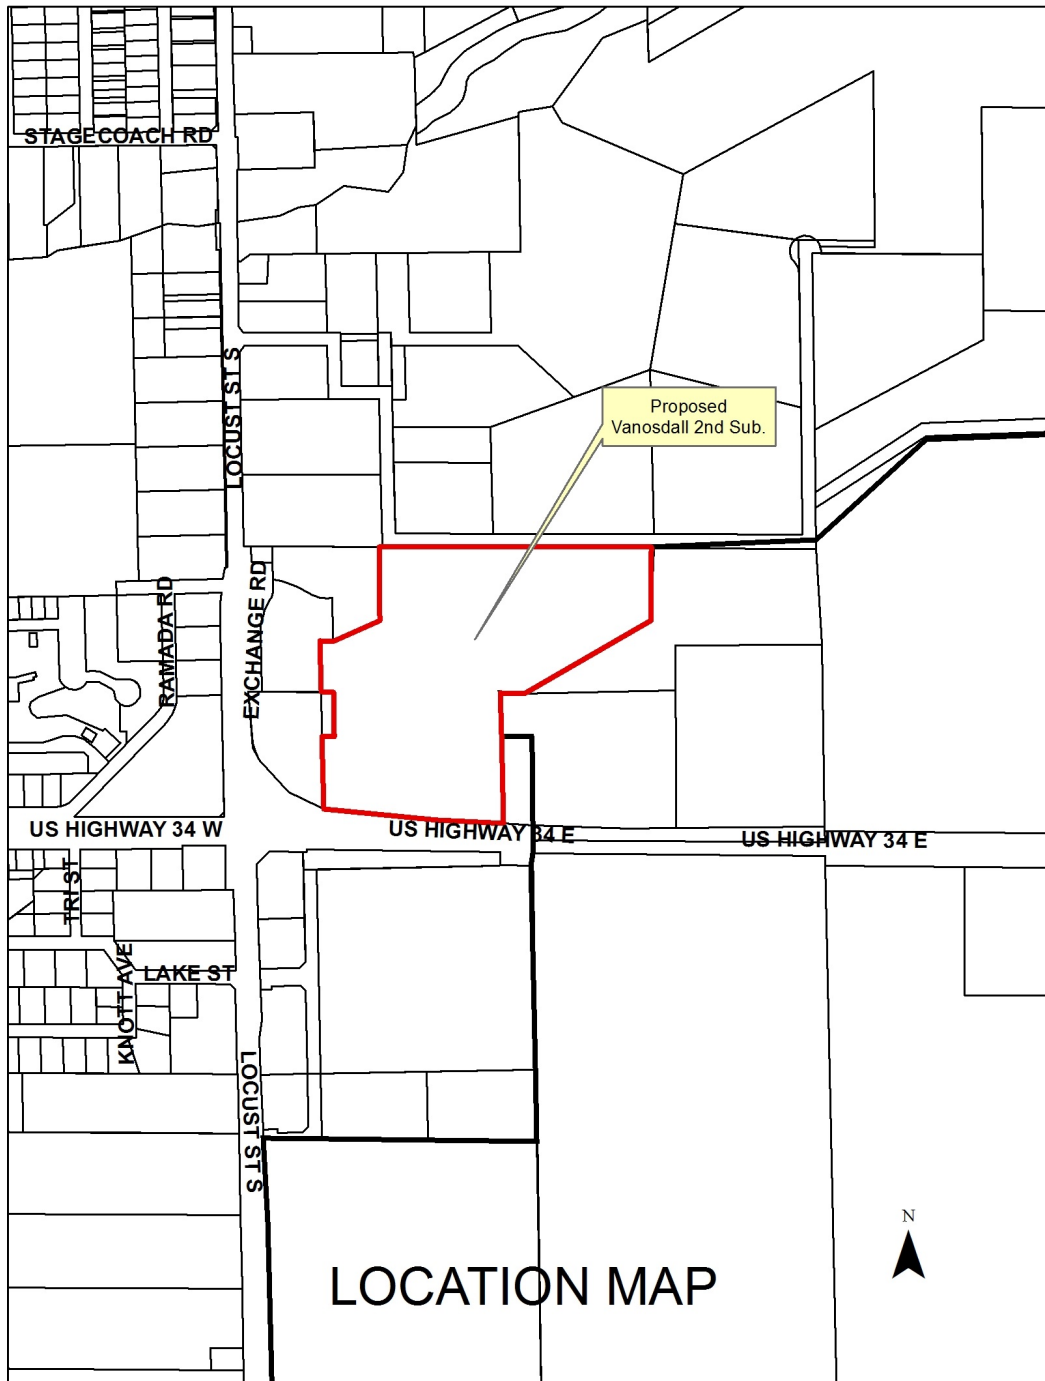 STAGECOACH RD
LOCUST ST S
Proposed
Vanosdall 2nd Sub.
EXCHANGE RD
RAMADA RD
US HIGHWAY 34 W
US HIGHWAY 34 E
US HIGHWAY 34 E
TRI ST
KNOTT AVE
LAKE ST
LOCUST ST S
N
LOCATION MAP